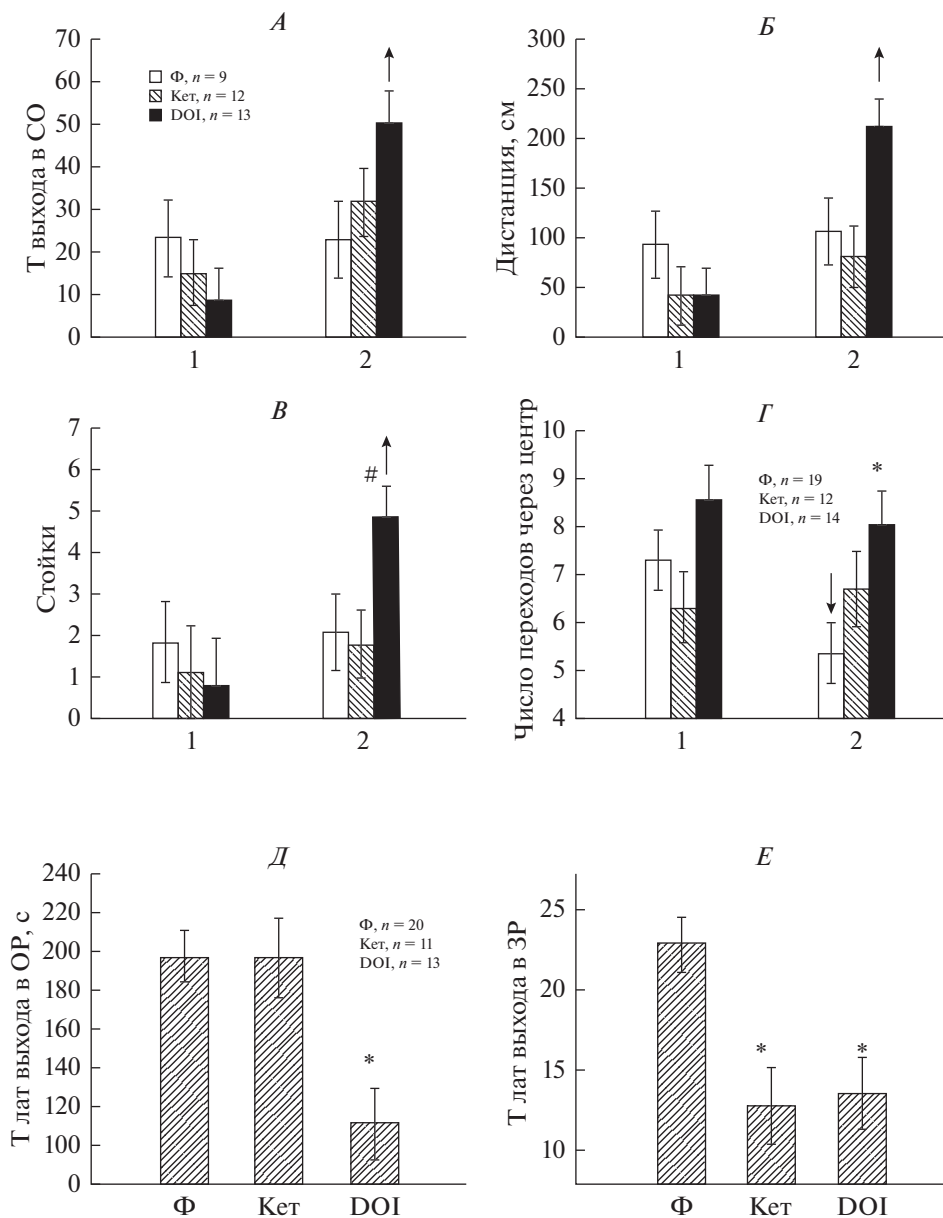 А
Т выхода в СО
70
60
50
40
30
20
10
0
Ф, n = 9
Кет, n = 12
DOI, n = 13
1
2
Б
Дистанция, см
300
250
200
150
100
50
0
1
2
В
Стойки
7
6
5
4
3
2
1
0
#
1
2
Г
Число переходов через центр
10
9
8
7
6
5
4
Ф, n = 19
Кет, n = 12
DOI, n = 14
*
1
2
Д
Т лат выхода в ОР, с
240
220
200
180
160
140
120
100
0
Ф, n = 20
Кет, n = 11
DOI, n = 13
*
Ф
Кет
DOI
Е
Т лат выхода в ЗР
25
20
15
10
*
*
Ф
Кет
DOI